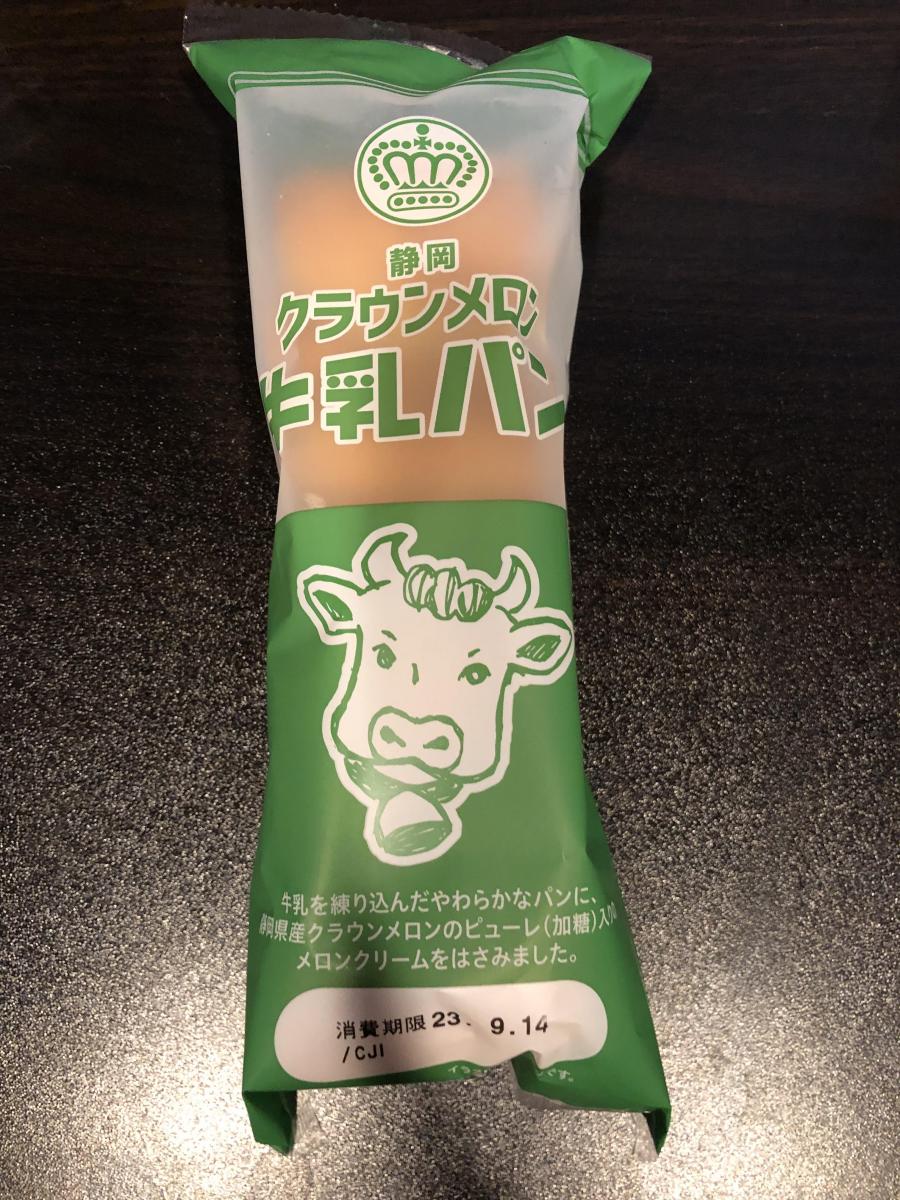 m
静岡
クラウンメロン
牛乳パン
牛乳を練り込んだやわらかなパンに、
静岡県産クラウンメロンのピューレ(加糖)入りの
メロンクリームをはさみました。
消費期限 23. 9.14
/CJI
です。